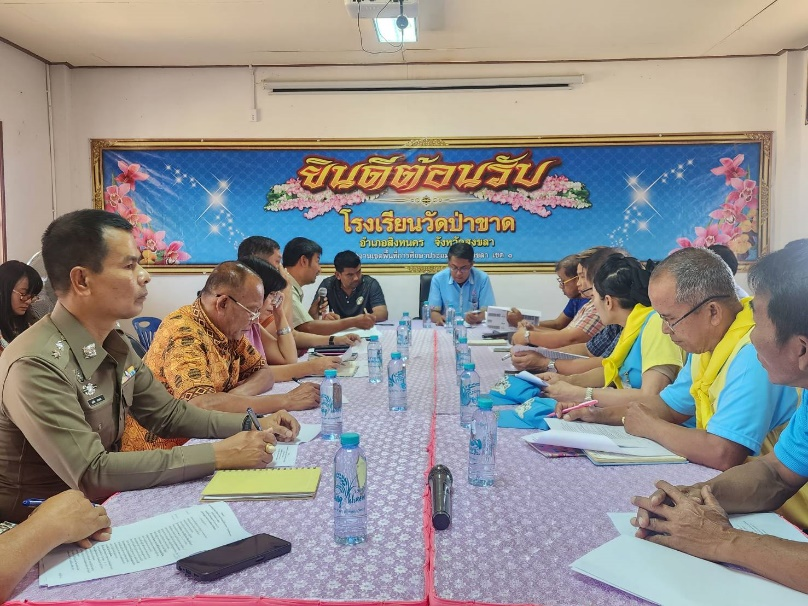 ยินดีต้อนรับ
โรงเรียนวัดป่าขาด
อำเภอสิงหนคร จังหวัดสงขลา